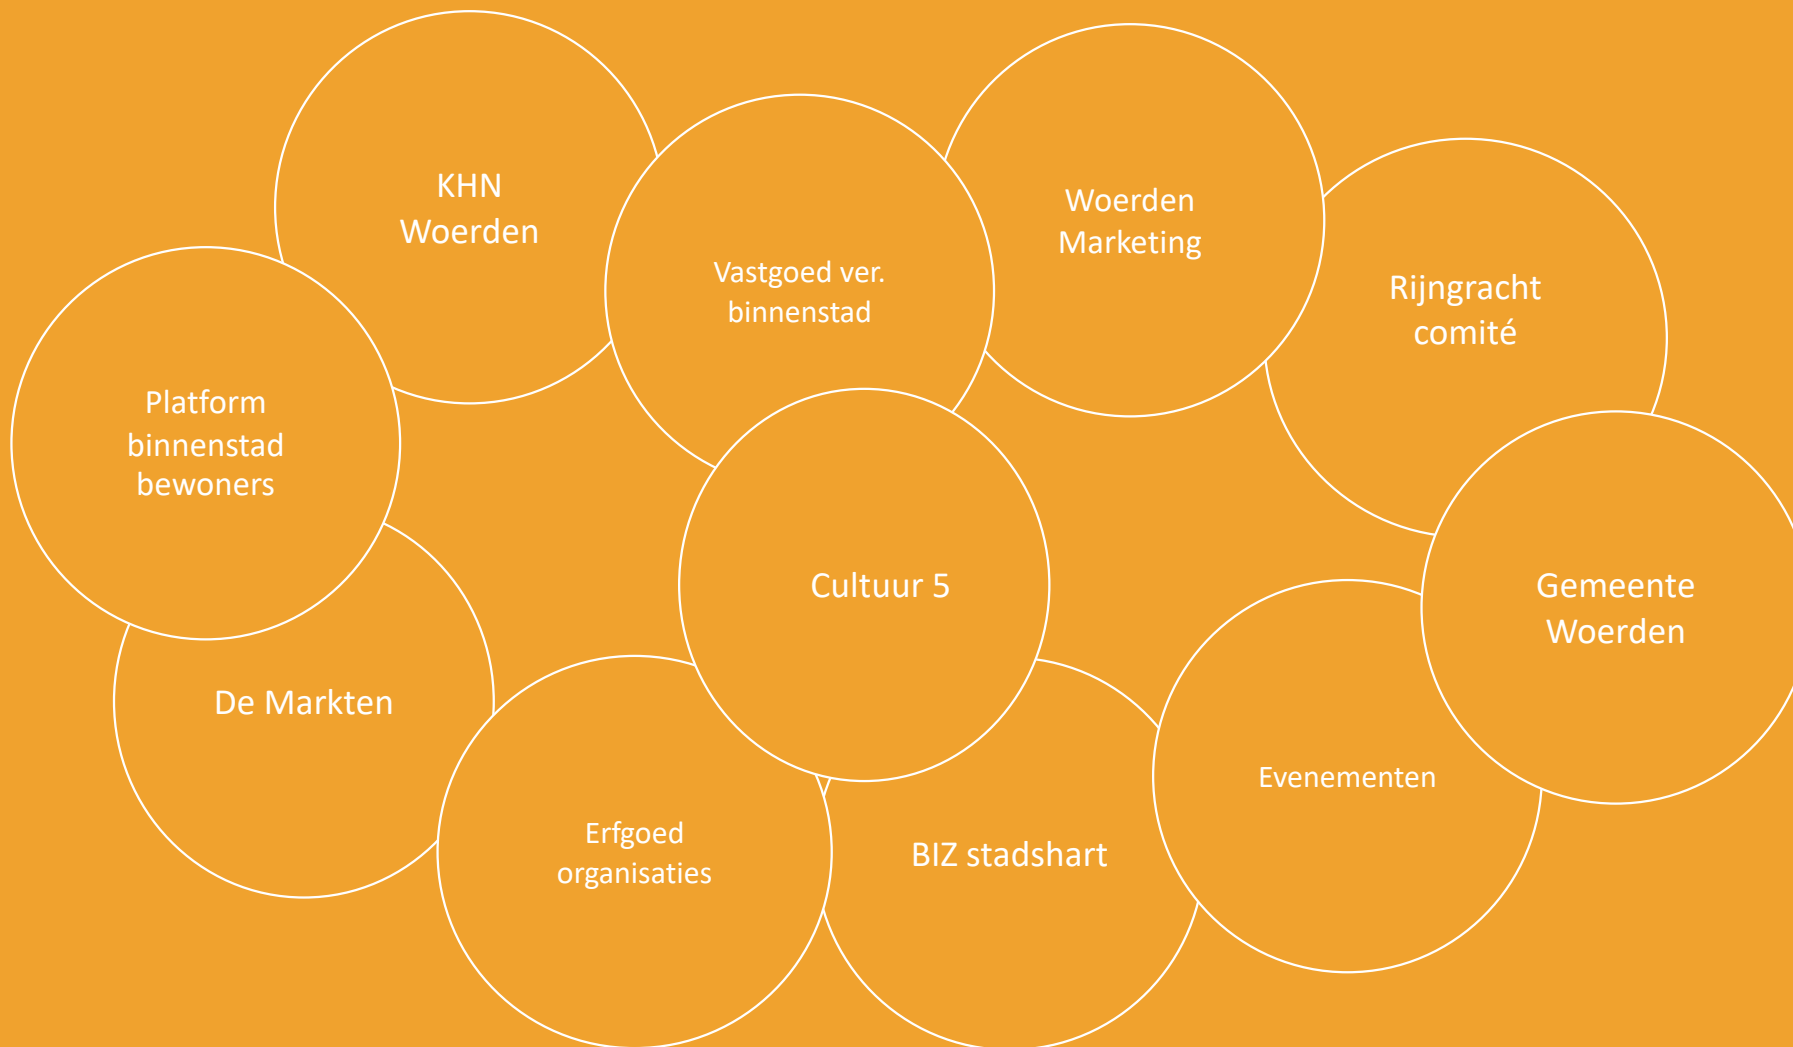 KHN
Woerden
Vastgoed ver.
binnenstad
Woerden
Marketing
Rijngracht
comité
Platform
binnenstad
bewoners
Cultuur 5
Gemeente
Woerden
De Markten
Erfgoed
organisaties
BIZ stadshart
Evenementen